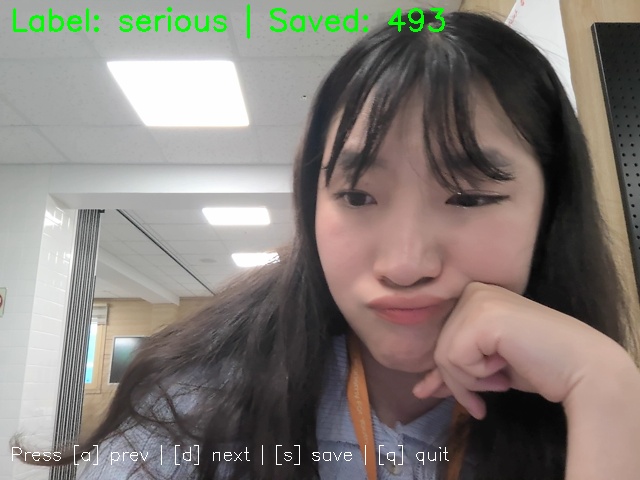 Label: serious | Saved: 493
Press [a] prev | [d] next | [s] save | [q] quit